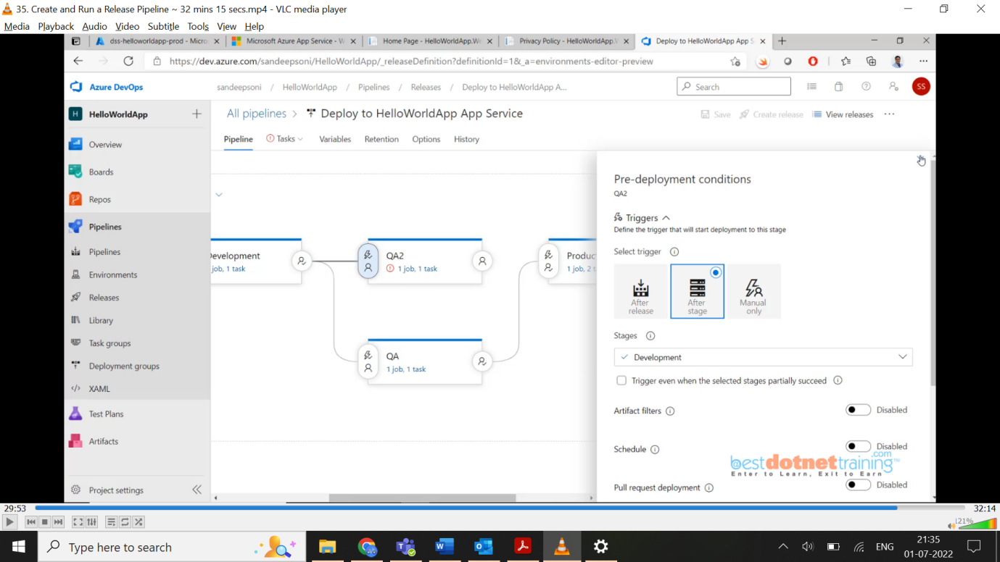 35. Create and Run a Release Pipeline ~ 32 mins 15 secs.mp4 - VLC media player
Media Playback Audio Video Subtitle Tools View Help
dss-helloworldapp-prod - Micro
Microsoft Azure App Service - W
Home Page - HelloWorldApp.We
Privacy Policy - HelloWorldApp.W
Deploy to HelloWorldApp App S
https://dev.azure.com/sandeepsoni/HelloWorldApp/_releaseDefinition?definitionId=1&_a=environments-editor-preview
Azure DevOps
sandeepsoni / HelloWorldApp / Pipelines / Releases / Deploy to HelloWorldApp A...
Search
SS
H HelloWorldApp
All pipelines > Deploy to HelloWorldApp App Service
Save Create release View releases
Pipeline Tasks Variables Retention Options History
Overview
Boards
Repos
Pipelines
Pipelines
Environments
Releases
Library
Task groups
Deployment groups
XAML
Test Plans
Artifacts
Project settings
Development
job, 1 task
QA2
1 job, 1 task
Produc
1 job, 2 t
QA
1 job, 1 task
Pre-deployment conditions
QA2
Triggers
Define the trigger that will start deployment to this stage
Select trigger
After release
After stage
Manual only
Stages
Development
Trigger even when the selected stages partially succeed
Artifact filters Disabled
Schedule Disabled
@bestdotnettraining.com™
Enter to Learn, Exit to Earn
Pull request deployment Disabled
29:53 32:14
121%
Type here to search
ENG
21:35
01-07-2022